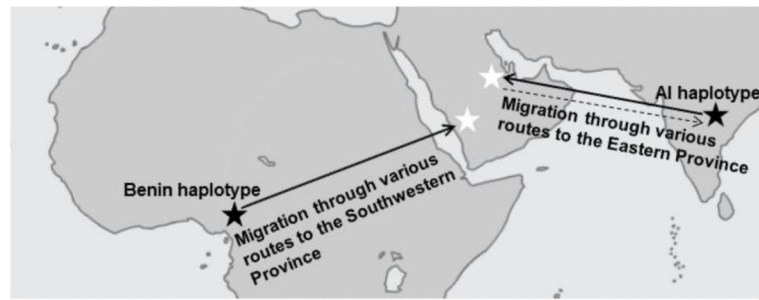 AI haplotype
Migration through various
routes to the Eastern Province
Benin haplotype
Migration through various
routes to the Southwestern
Province